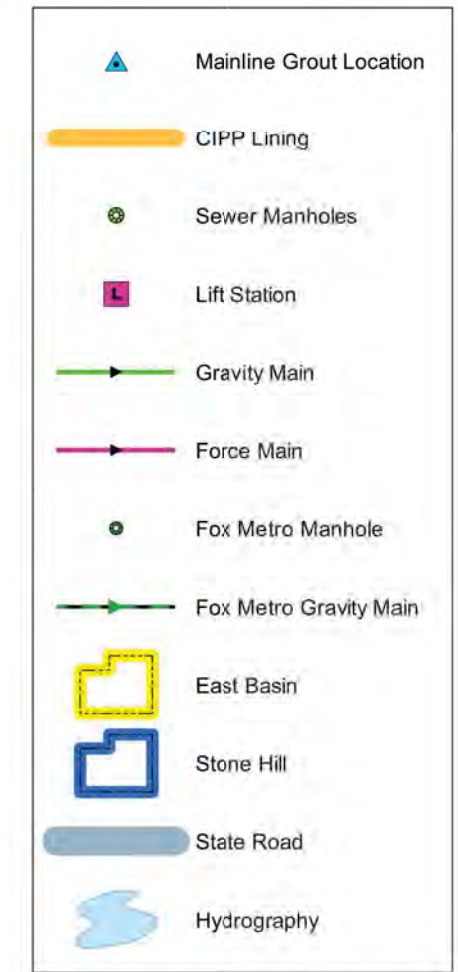 Mainline Grout Location
CIPP Lining
Sewer Manholes
L
Lift Station
Gravity Main
Force Main
Fox Metro Manhole
Fox Metro Gravity Main
East Basin
Stone Hill
State Road
Hydrography